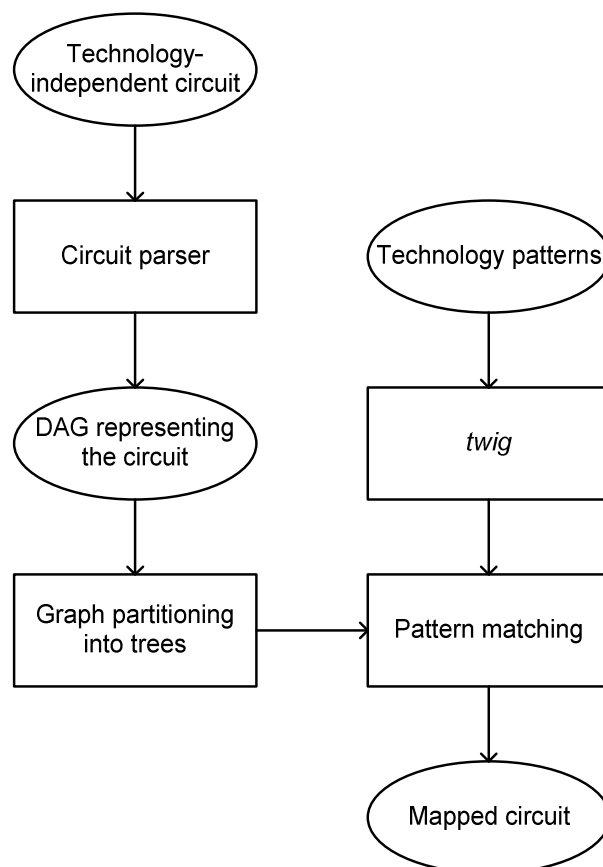 Technology-
independent circuit
Circuit parser
Technology patterns
DAG representing
the circuit
twig
Graph partitioning
into trees
Pattern matching
Mapped circuit